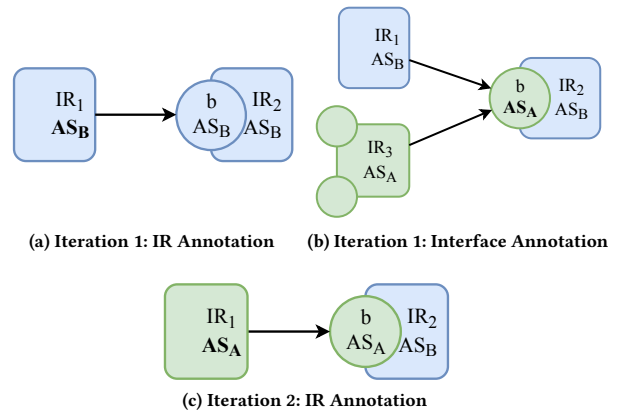 IR1
ASB
b
ASB
IR2
ASB
(a) Iteration 1: IR Annotation
IR1
ASB
b
ASA
IR2
ASB
IR3
ASA
(b) Iteration 1: Interface Annotation
IR1
ASA
b
ASA
IR2
ASB
(c) Iteration 2: IR Annotation